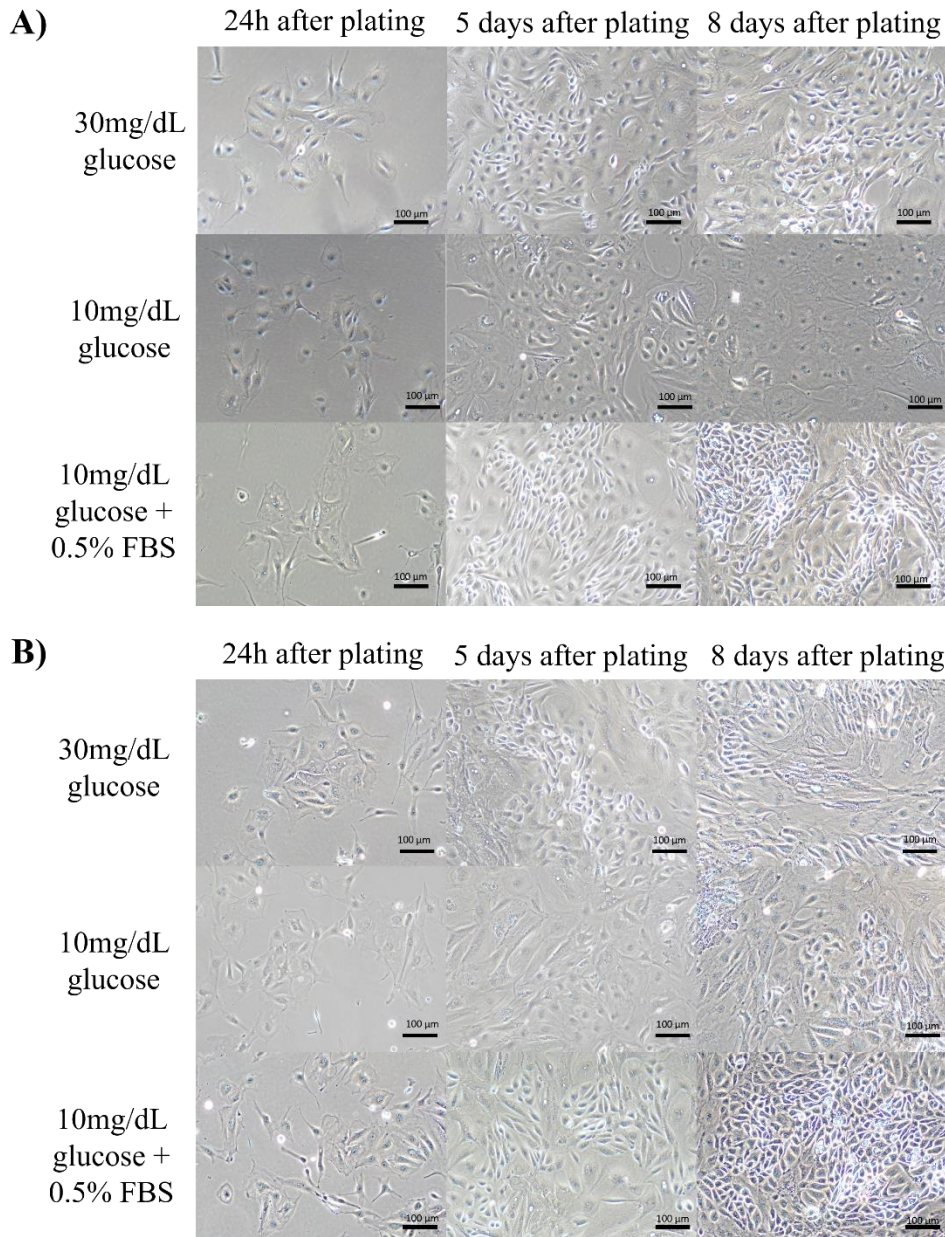 A)
24h after plating 5 days after plating 8 days after plating
30mg/dL
glucose
100 µm 100 µm 100 µm
10mg/dL
glucose
100 µm 100 µm 100 µm
10mg/dL
glucose +
0.5% FBS
100 µm 100 µm 100 µm
B)
24h after plating 5 days after plating 8 days after plating
30mg/dL
glucose
100 µm 100 µm 100 µm
10mg/dL
glucose
100 µm 100 µm 100 µm
10mg/dL
glucose +
0.5% FBS
100 µm 100 µm 100 µm